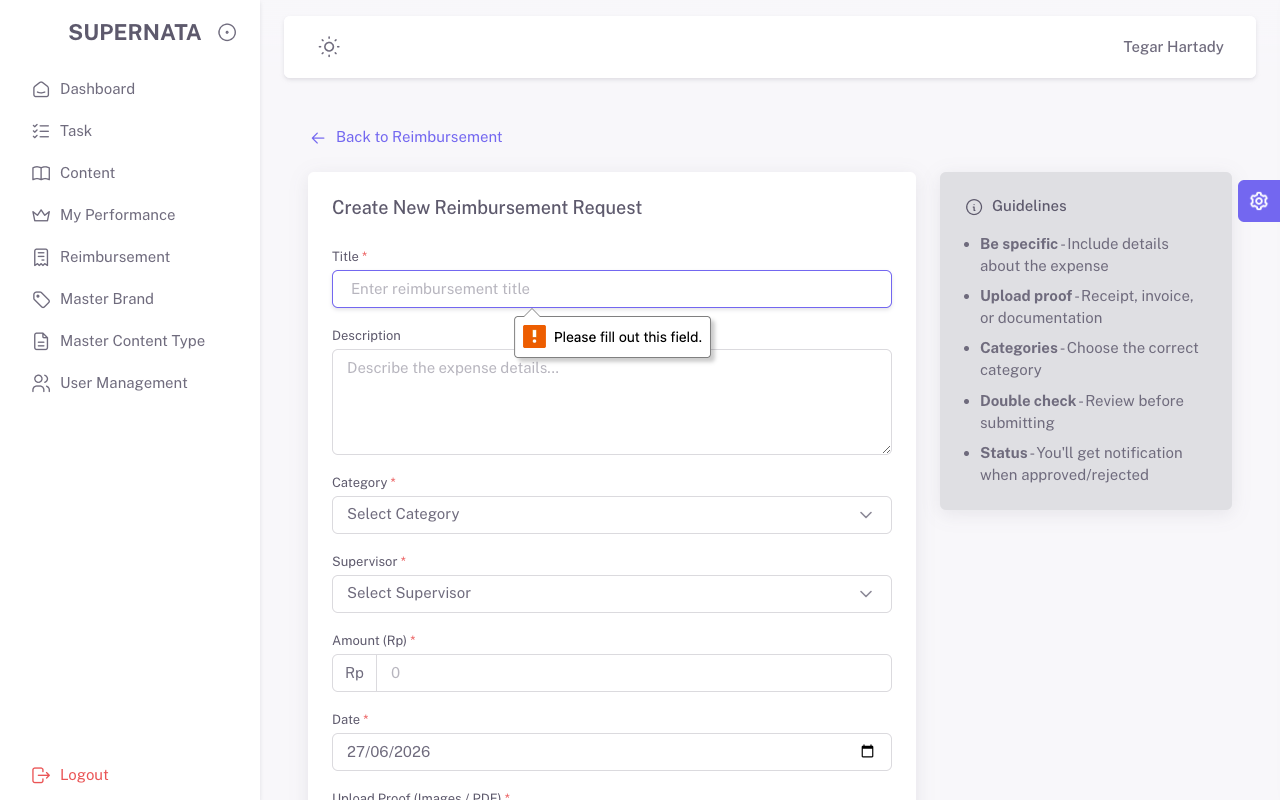 SUPERNATA
Dashboard
Task
Content
My Performance
Reimbursement
Master Brand
Master Content Type
User Management
Logout
Tegar Hartady
Back to Reimbursement
Create New Reimbursement Request
Title *
Enter reimbursement title
Please fill out this field.
Description
Describe the expense details...
Category *
Select Category
Supervisor *
Select Supervisor
Amount (Rp) *
Rp 0
Date *
27/06/2026
Upload Proof (Images / PDF) *
Guidelines
Be specific - Include details
about the expense
Upload proof - Receipt, invoice,
or documentation
Categories - Choose the correct
category
Double check - Review before
submitting
Status - You'll get notification
when approved/rejected